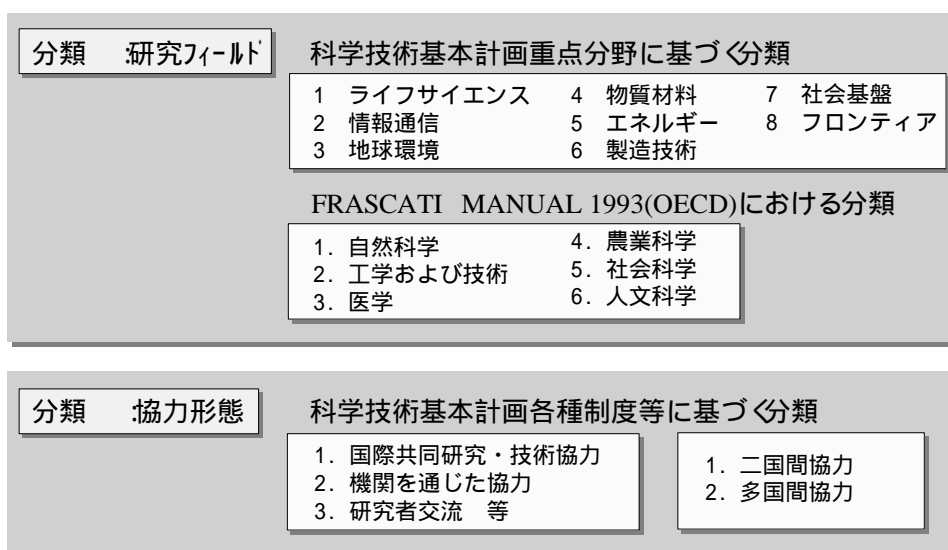 分類　:研究フィールド
科学技術基本計画重点分野に基づく分類
1　ライフサイエンス　4　物質材料　7　社会基盤
2　情報通信　5　エネルギー　8　フロンティア
3　地球環境　6　製造技術
FRASCATI MANUAL 1993(OECD)における分類
1. 自然科学　4. 農業科学
2. 工学および技術　5. 社会科学
3. 医学　6. 人文科学
分類　:協力形態
科学技術基本計画各種制度等に基づく分類
1. 国際共同研究・技術協力
2. 機関を通じた協力
3. 研究者交流　等
1. 二国間協力
2. 多国間協力